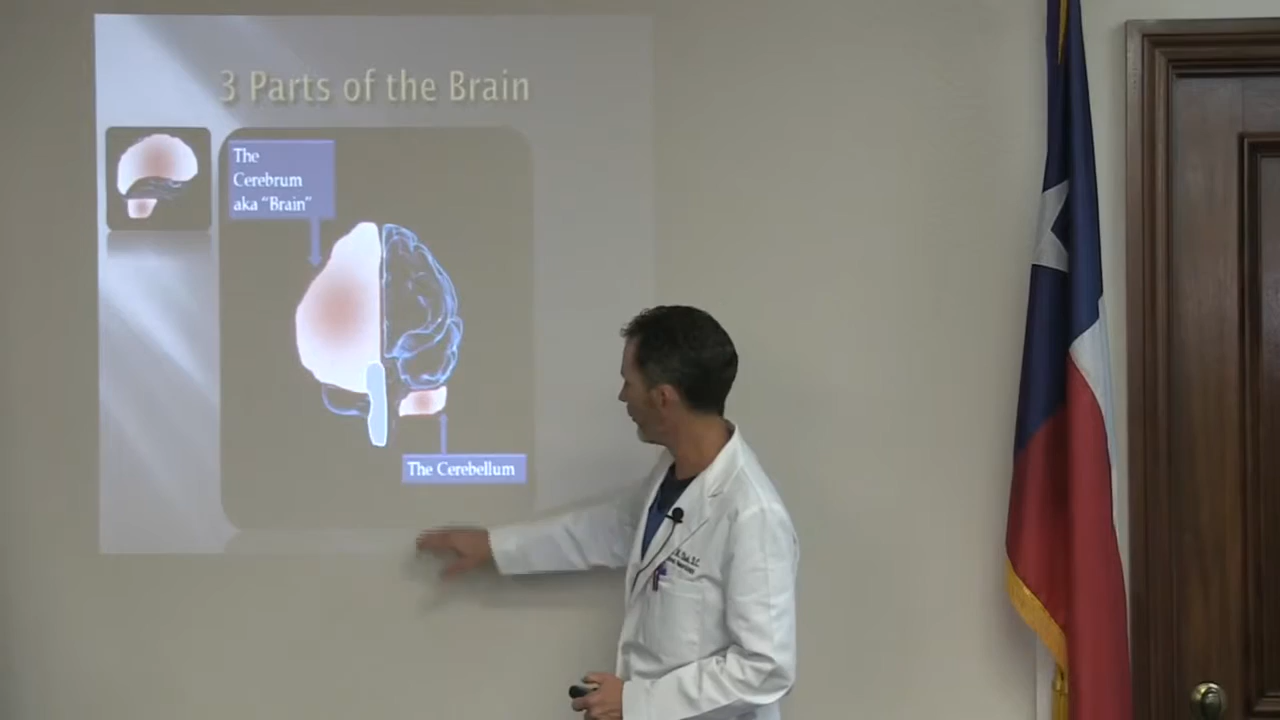 3 Parts of the Brain
The
Cerebrum
aka “Brain”
The Cerebellum